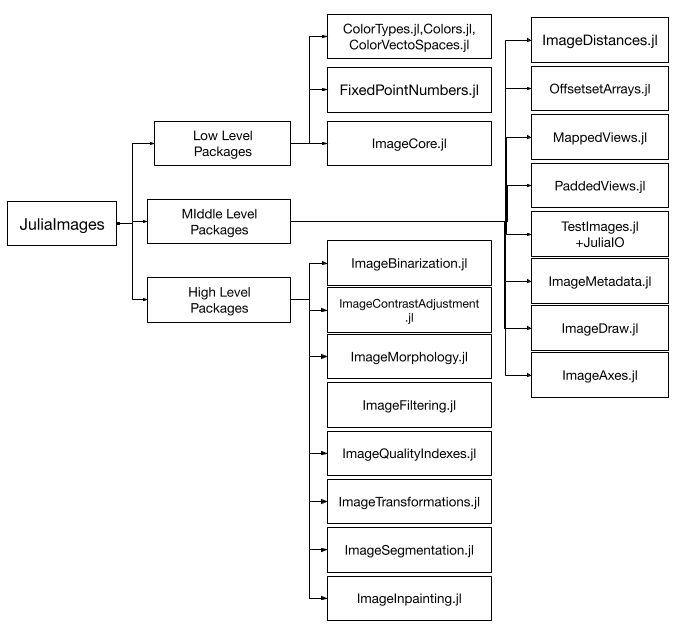 JuliaImages
Low Level
Packages
ColorTypes.jl,Colors.jl,
ColorVectoSpaces.jl
FixedPointNumbers.jl
ImageCore.jl
MIddle Level
Packages
ImageDistances.jl
OffsetsetArrays.jl
MappedViews.jl
PaddedViews.jl
TestImages.jl
+JuliaIO
ImageMetadata.jl
ImageDraw.jl
ImageAxes.jl
High Level
Packages
ImageBinarization.jl
ImageContrastAdjustment
.jl
ImageMorphology.jl
ImageFiltering.jl
ImageQualityIndexes.jl
ImageTransformations.jl
ImageSegmentation.jl
ImageInpainting.jl